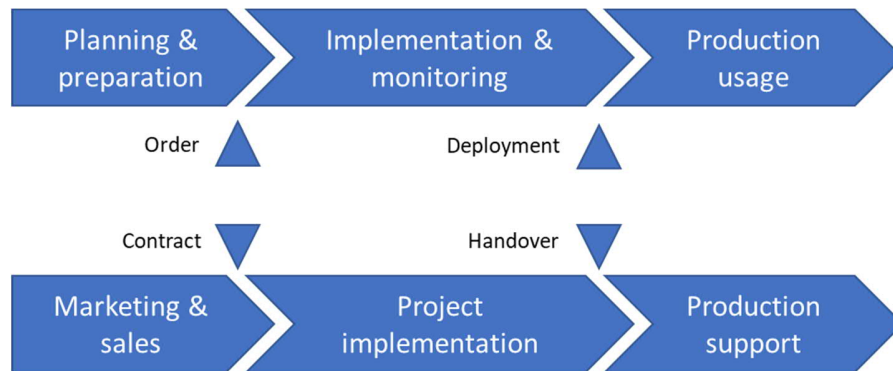 Planning &
preparation
Implementation &
monitoring
Production
usage
Order
Deployment
Contract
Handover
Marketing &
sales
Project
implementation
Production
support